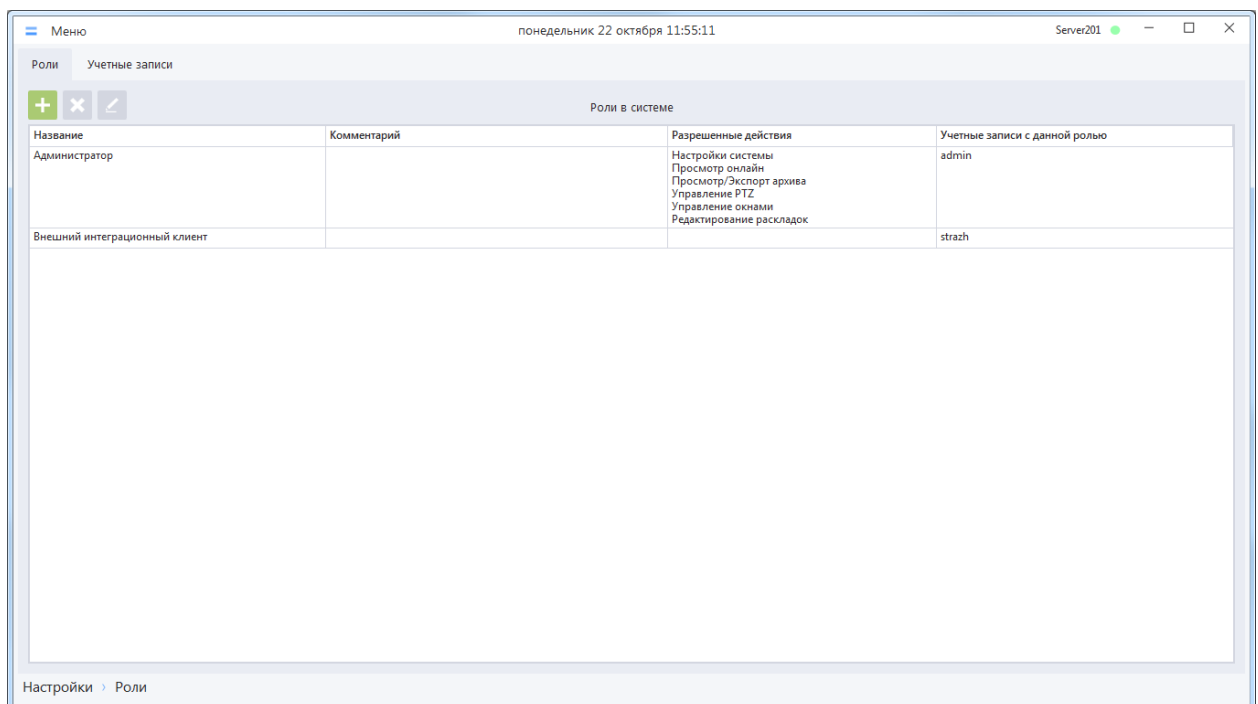 Меню
понедельник 22 октября 11:55:11
Server201
Роли
Учетные записи
Роли в системе
Название
Комментарий
Разрешенные действия
Учетные записи с данной ролью
Администратор
Настройки системы
Просмотр онлайн
Просмотр/Экспорт архива
Управление PTZ
Управление окнами
Редактирование раскладок
admin
Внешний интеграционный клиент
strazh
Настройки › Роли